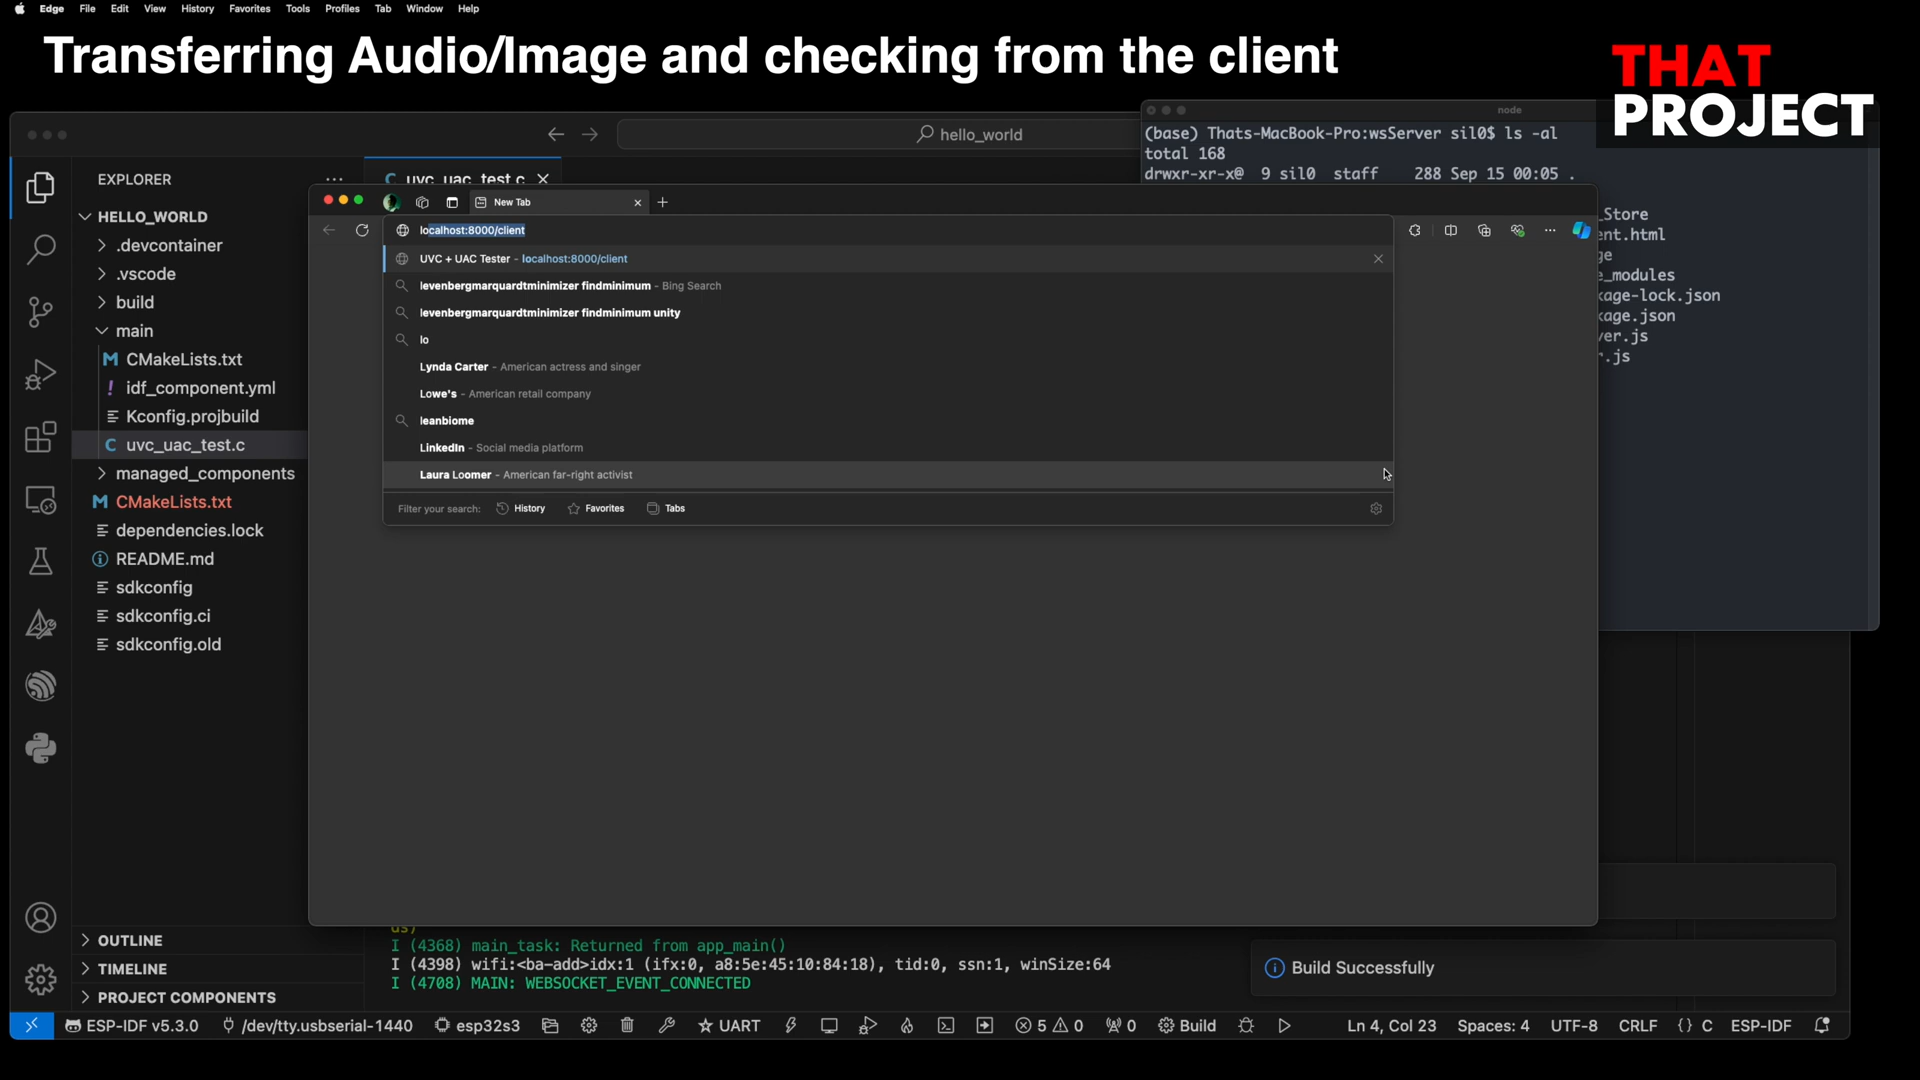 Edge File Edit View History Favorites Tools Profiles Tab Window Help
Transferring Audio/Image and checking from the client
THAT
PROJECT
hello_world
node
(base) Thats-MacBook-Pro:wsServer sil0$ ls -al
total 168
drwxr-xr-x@ 9 sil0 staff 288 Sep 15 00:05 .
_Store
ent.html
ge
e_modules
kage-lock.json
kage.json
ver.js
r.js
EXPLORER ...
C uvc_uac_test.c
HELLO_WORLD
.devcontainer
.vscode
build
main
M CMakeLists.txt
! idf_component.yml
Kconfig.projbuild
C uvc_uac_test.c
managed_components
M CMakeLists.txt
dependencies.lock
README.md
sdkconfig
sdkconfig.ci
sdkconfig.old
OUTLINE
TIMELINE
PROJECT COMPONENTS
New Tab
localhost:8000/client
UVC + UAC Tester - localhost:8000/client
levenbergmarquardtminimizer findminimum - Bing Search
levenbergmarquardtminimizer findminimum unity
lo
Lynda Carter - American actress and singer
Lowe's - American retail company
leanbiome
LinkedIn - Social media platform
Laura Loomer - American far-right activist
Filter your search: History Favorites Tabs
us)
I (4368) main_task: Returned from app_main()
I (4398) wifi:<ba-add>idx:1 (ifx:0, a8:5e:45:10:84:18), tid:0, ssn:1, winSize:64
I (4708) MAIN: WEBSOCKET_EVENT_CONNECTED
Build Successfully
ESP-IDF v5.3.0 /dev/tty.usbserial-1440 esp32s3 UART 5 0 0 Build Ln 4, Col 23 Spaces: 4 UTF-8 CRLF {} C ESP-IDF